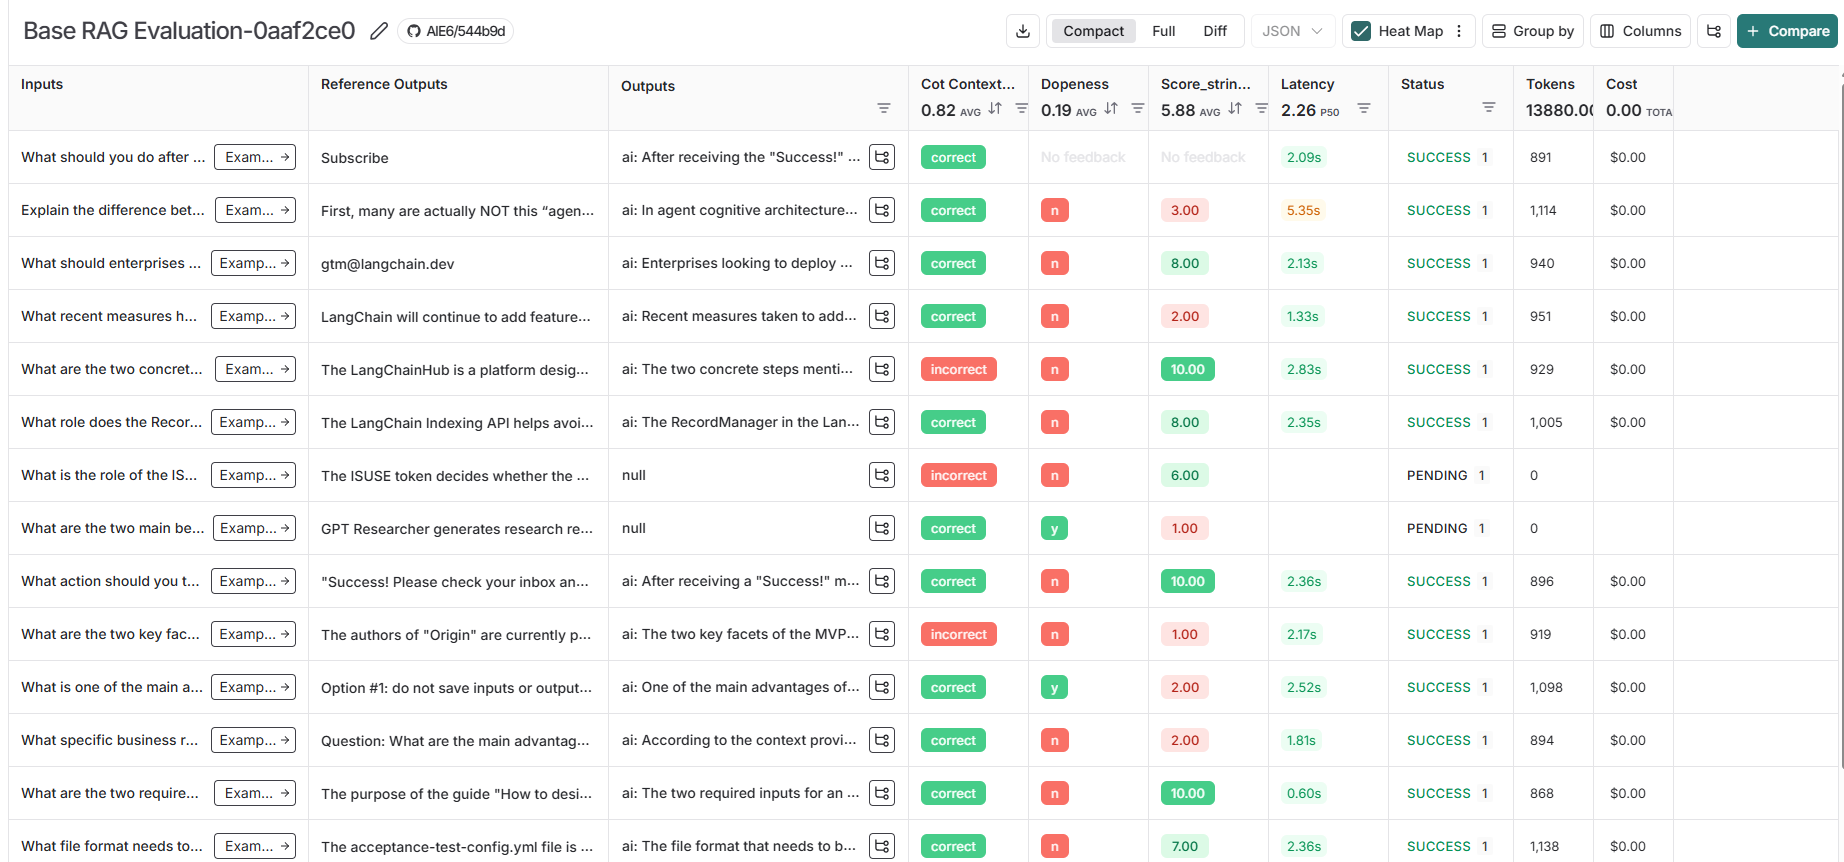 Base RAG Evaluation-0aaf2ce0 AIE6/544b9d Compact Full Diff JSON Heat Map Group by Columns + Compare
Inputs Reference Outputs Outputs Cot Context... Dopeness Score_strin... Latency Status Tokens Cost
0.82 AVG 0.19 AVG 5.88 AVG 2.26 P50 13880.00 0.00 TOTA
What should you do after ... Exam... → Subscribe ai: After receiving the "Success!" ... correct No feedback No feedback 2.09s SUCCESS 1 891 $0.00
Explain the difference bet... Exam... → First, many are actually NOT this “agen... ai: In agent cognitive architecture... correct n 3.00 5.35s SUCCESS 1 1,114 $0.00
What should enterprises ... Examp... → gtm@langchain.dev ai: Enterprises looking to deploy ... correct n 8.00 2.13s SUCCESS 1 940 $0.00
What recent measures h... Examp... → LangChain will continue to add feature... ai: Recent measures taken to add... correct n 2.00 1.33s SUCCESS 1 951 $0.00
What are the two concret... Exam... → The LangChainHub is a platform desig... ai: The two concrete steps menti... incorrect n 10.00 2.83s SUCCESS 1 929 $0.00
What role does the Recor... Examp... → The LangChain Indexing API helps avoi... ai: The RecordManager in the Lan... correct n 8.00 2.35s SUCCESS 1 1,005 $0.00
What is the role of the IS... Examp... → The ISUSE token decides whether the ... null incorrect n 6.00 PENDING 1 0
What are the two main be... Examp... → GPT Researcher generates research re... null correct y 1.00 PENDING 1 0
What action should you t... Examp... → "Success! Please check your inbox an... ai: After receiving a "Success!" m... correct n 10.00 2.36s SUCCESS 1 896 $0.00
What are the two key fac... Examp... → The authors of "Origin" are currently p... ai: The two key facets of the MVP... incorrect n 1.00 2.17s SUCCESS 1 919 $0.00
What is one of the main a... Examp... → Option #1: do not save inputs or output... ai: One of the main advantages of... correct y 2.00 2.52s SUCCESS 1 1,098 $0.00
What specific business r... Examp... → Question: What are the main advantag... ai: According to the context provi... correct n 2.00 1.81s SUCCESS 1 894 $0.00
What are the two require... Exam... → The purpose of the guide "How to desi... ai: The two required inputs for an ... correct n 10.00 0.60s SUCCESS 1 868 $0.00
What file format needs to... Exam... → The acceptance-test-config.yml file is ... ai: The file format that needs to b... correct n 7.00 2.36s SUCCESS 1 1,138 $0.00